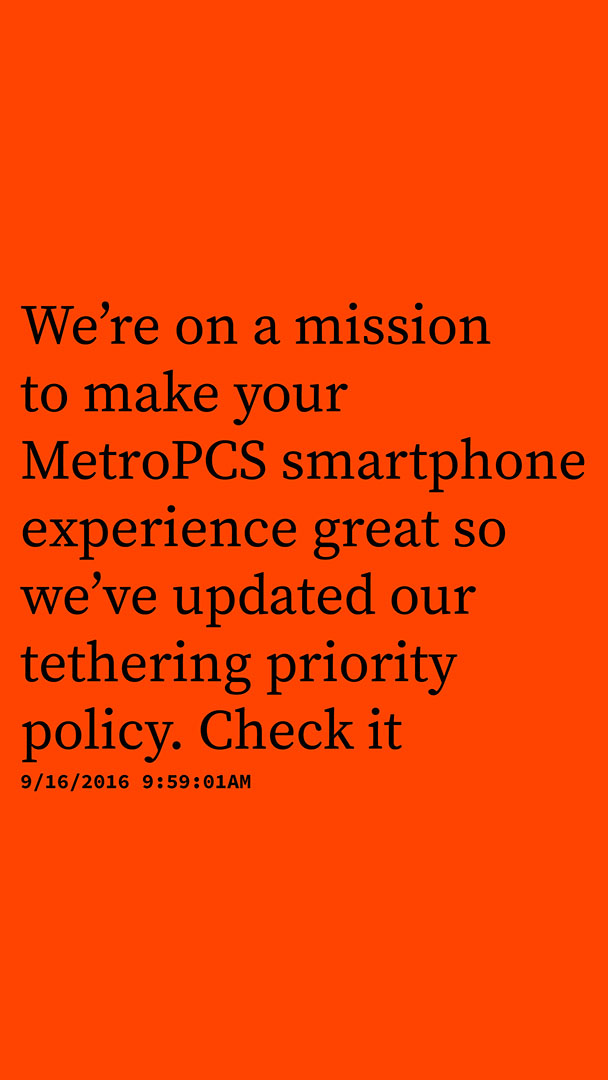 We’re on a mission
to make your
MetroPCS smartphone
experience great so
we’ve updated our
tethering priority
policy. Check it
9/16/2016 9:59:01AM